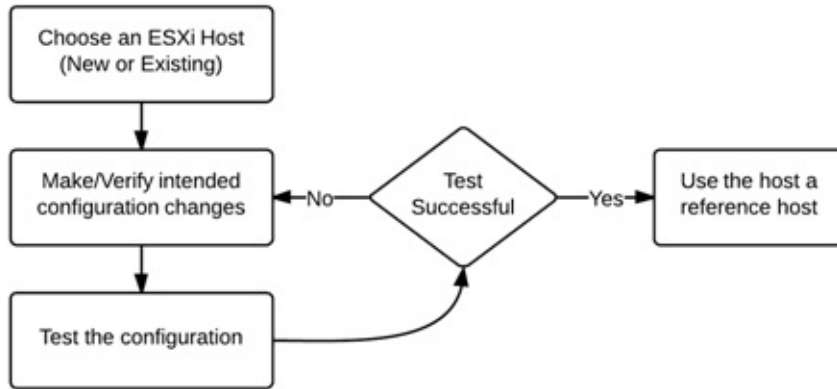 Choose an ESXi Host
(New or Existing)
Make/Verify intended
configuration changes
Test the configuration
No
Test
Successful
Yes
Use the host a
reference host